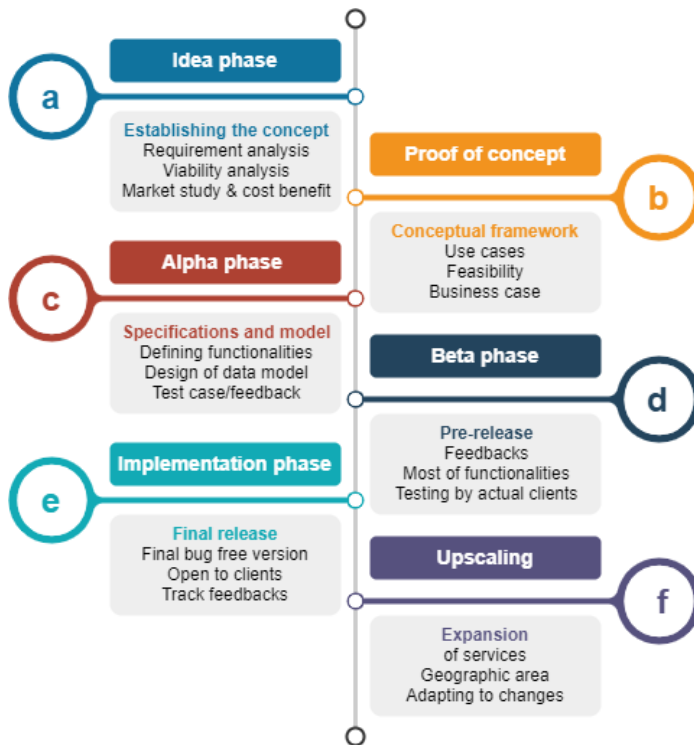 a
Idea phase
Establishing the concept
Requirement analysis
Viability analysis
Market study & cost benefit
b
Proof of concept
Conceptual framework
Use cases
Feasibility
Business case
c
Alpha phase
Specifications and model
Defining functionalities
Design of data model
Test case/feedback
d
Beta phase
Pre-release
Feedbacks
Most of functionalities
Testing by actual clients
e
Implementation phase
Final release
Final bug free version
Open to clients
Track feedbacks
f
Upscaling
Expansion
of services
Geographic area
Adapting to changes